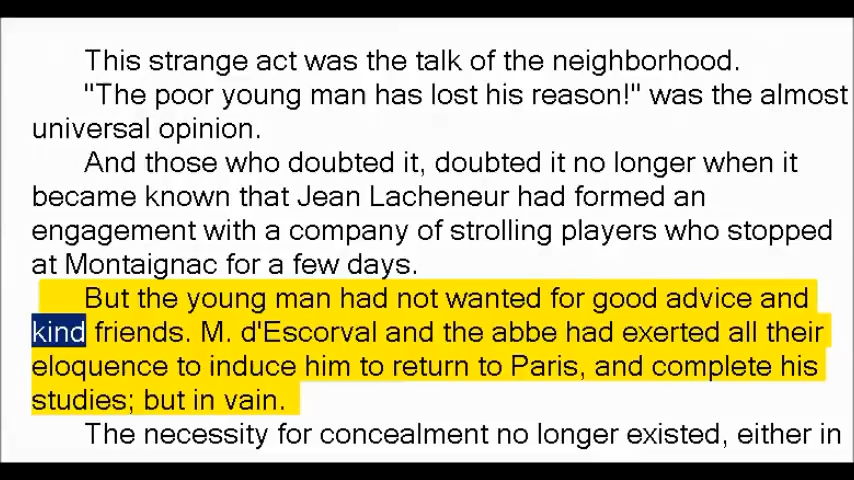 This strange act was the talk of the neighborhood.
"The poor young man has lost his reason!" was the almost
universal opinion.
And those who doubted it, doubted it no longer when it
became known that Jean Lacheneur had formed an
engagement with a company of strolling players who stopped
at Montaignac for a few days.
But the young man had not wanted for good advice and
kind friends. M. d'Escorval and the abbe had exerted all their
eloquence to induce him to return to Paris, and complete his
studies; but in vain.
The necessity for concealment no longer existed, either in